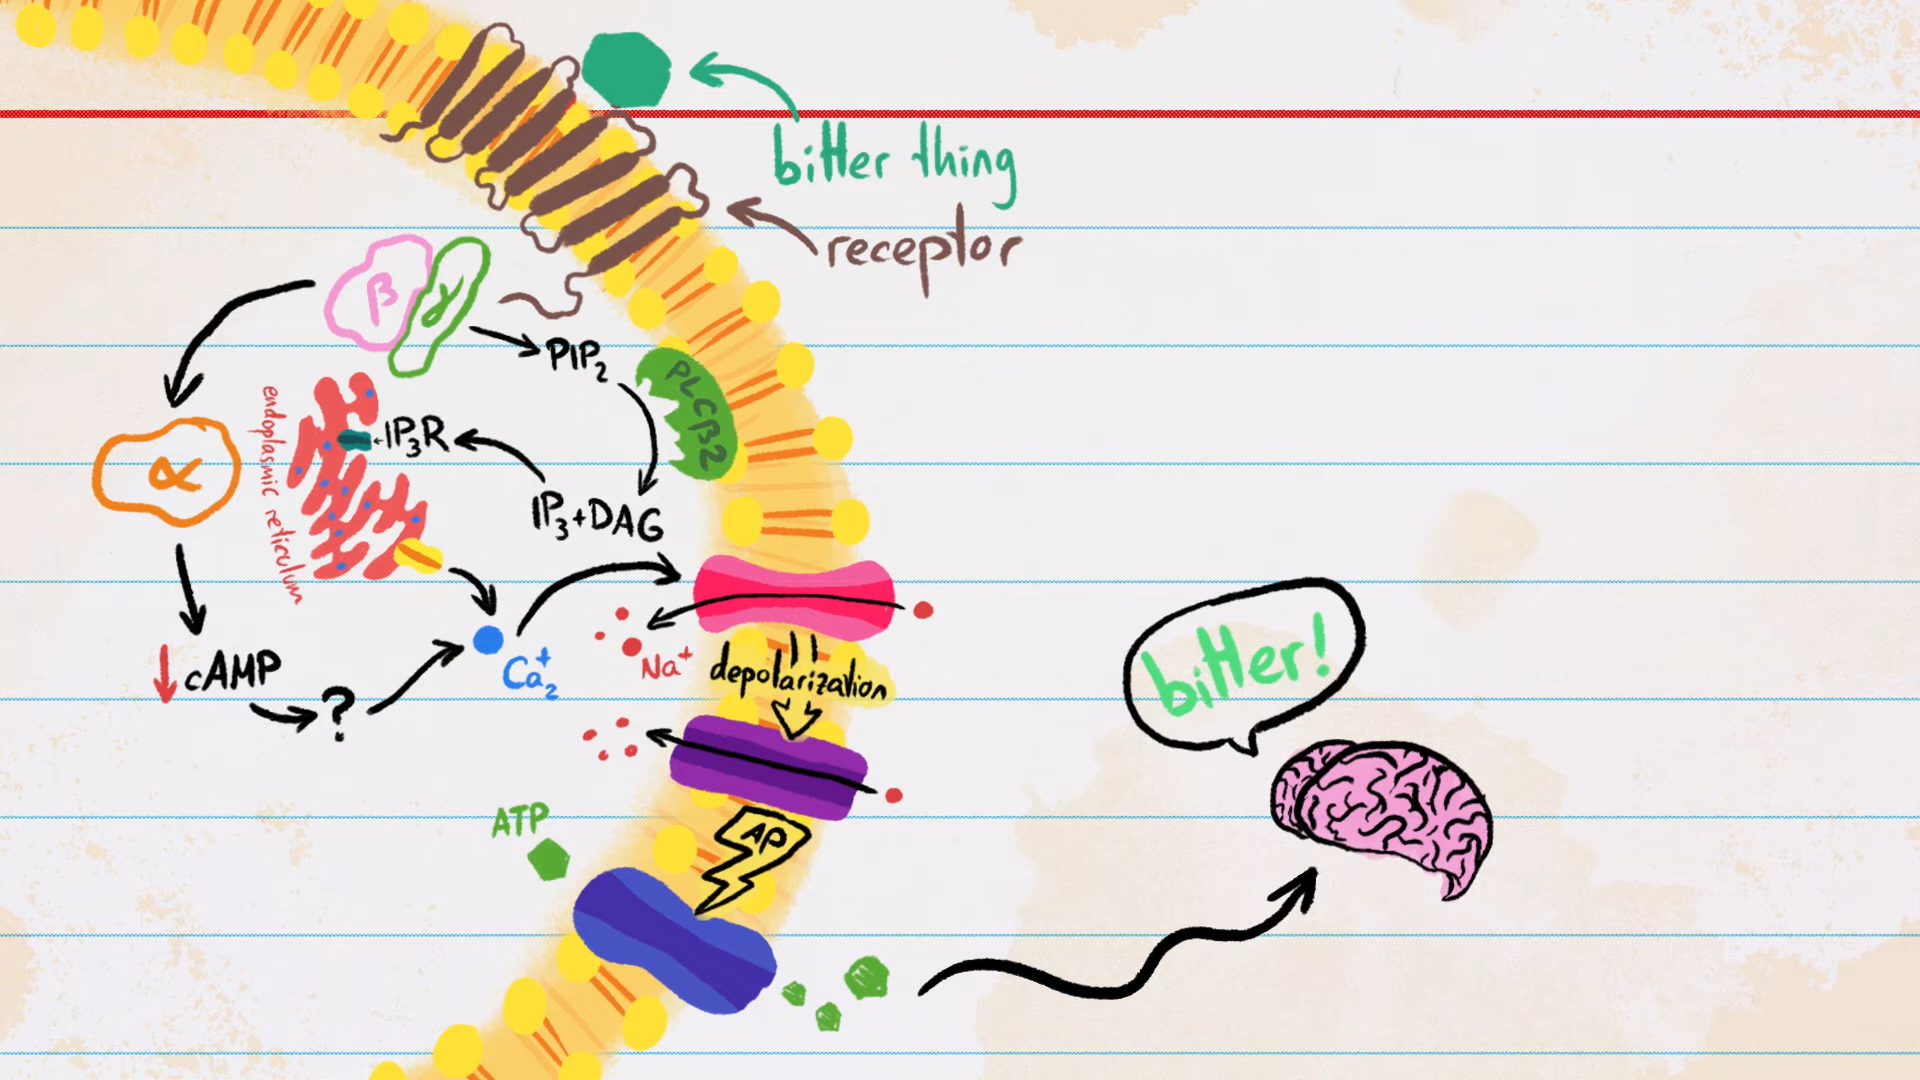 bitter thing
receptor
β
γ
PIP₂
PLCβ2
endoplasmic reticulum
IP₃R
α
IP₃+DAG
Ca₂⁺
Na⁺
cAMP
?
depolarization
bitter!
ATP
AP